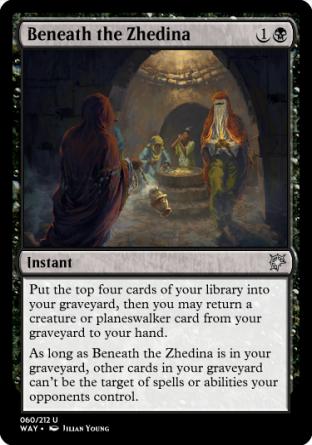 Beneath the Zhedina 1
Instant
Put the top four cards of your library into
your graveyard, then you may return a
creature or planeswalker card from your
graveyard to your hand.
As long as Beneath the Zhedina is in your
graveyard, other cards in your graveyard
can't be the target of spells or abilities your
opponents control.
060/212 U
WAY • Jilian Young